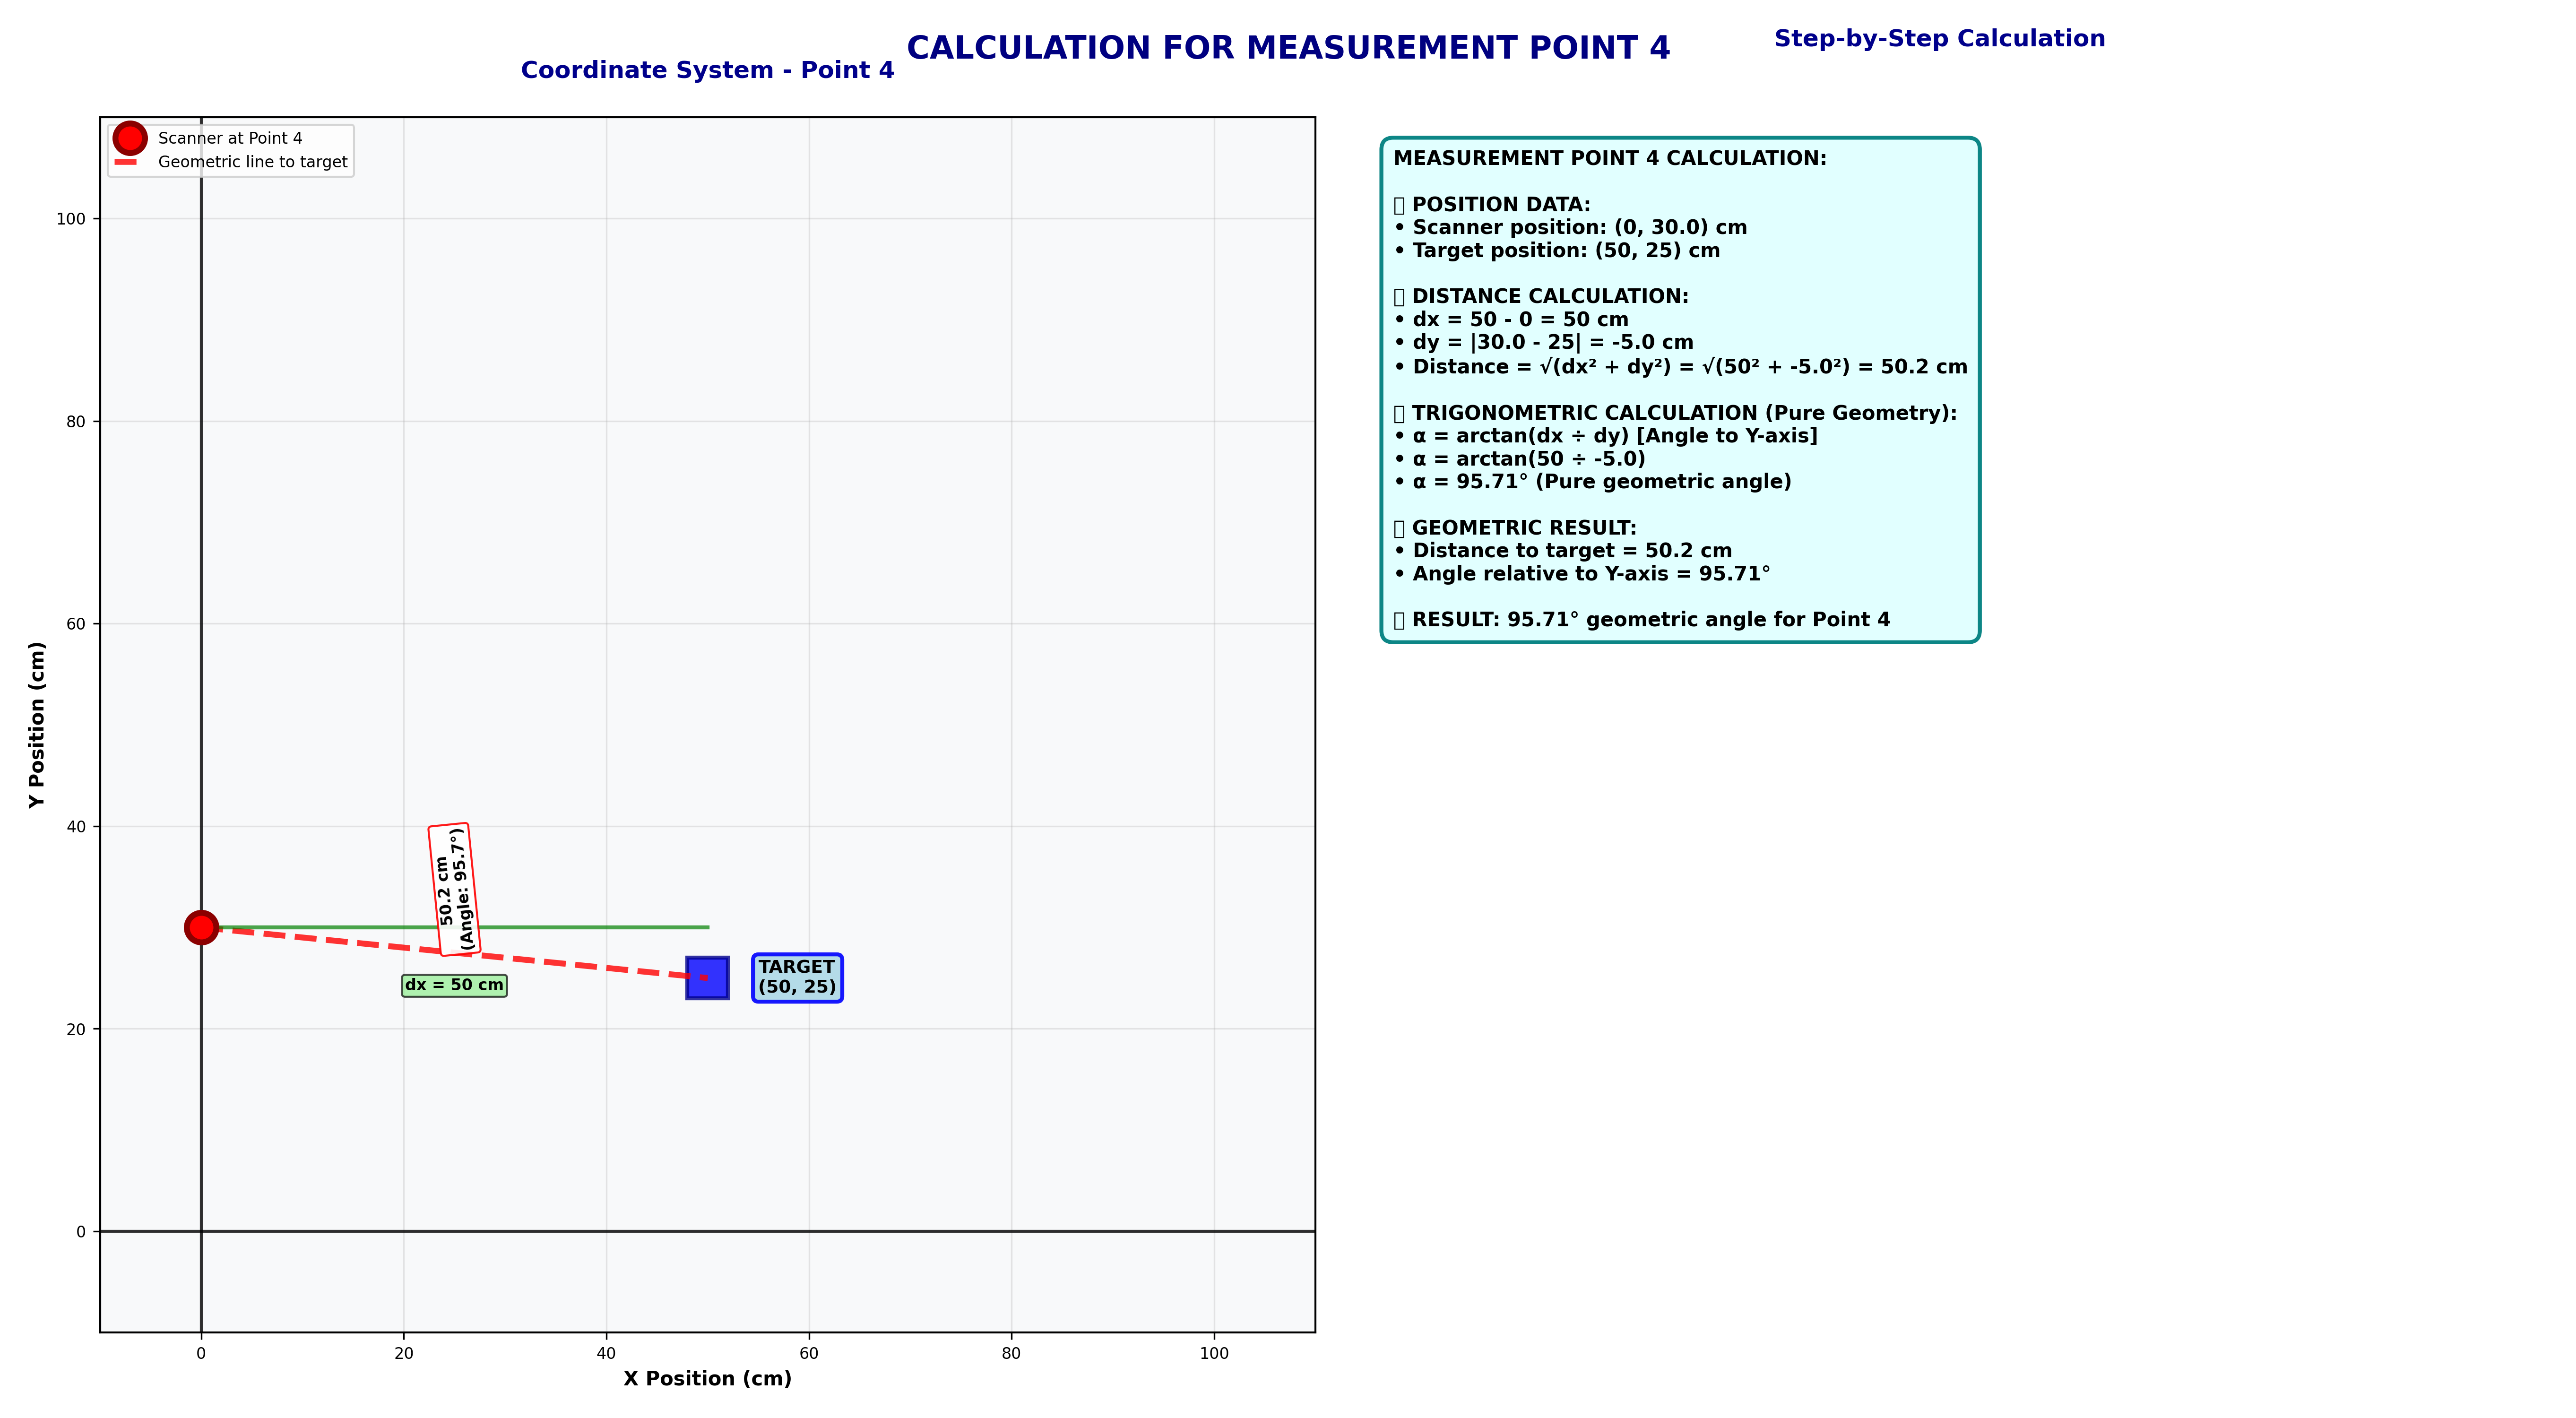 CALCULATION FOR MEASUREMENT POINT 4
Coordinate System - Point 4
Step-by-Step Calculation
Scanner at Point 4
Geometric line to target
100
80
60
40
20
0
Y Position (cm)
50.2 cm
(Angle: 95.7°)
dx = 50 cm
TARGET
(50, 25)
0
20
40
60
80
100
X Position (cm)
MEASUREMENT POINT 4 CALCULATION:
▯ POSITION DATA:
• Scanner position: (0, 30.0) cm
• Target position: (50, 25) cm
▯ DISTANCE CALCULATION:
• dx = 50 - 0 = 50 cm
• dy = |30.0 - 25| = -5.0 cm
• Distance = √(dx² + dy²) = √(50² + -5.0²) = 50.2 cm
▯ TRIGONOMETRIC CALCULATION (Pure Geometry):
• α = arctan(dx ÷ dy) [Angle to Y-axis]
• α = arctan(50 ÷ -5.0)
• α = 95.71° (Pure geometric angle)
▯ GEOMETRIC RESULT:
• Distance to target = 50.2 cm
• Angle relative to Y-axis = 95.71°
▯ RESULT: 95.71° geometric angle for Point 4